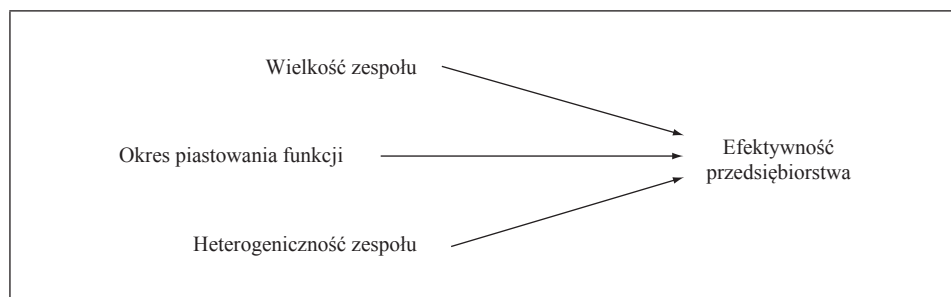 Wielkość zespołu
Okres piastowania funkcji
Efektywność
przedsiębiorstwa
Heterogeniczność zespołu